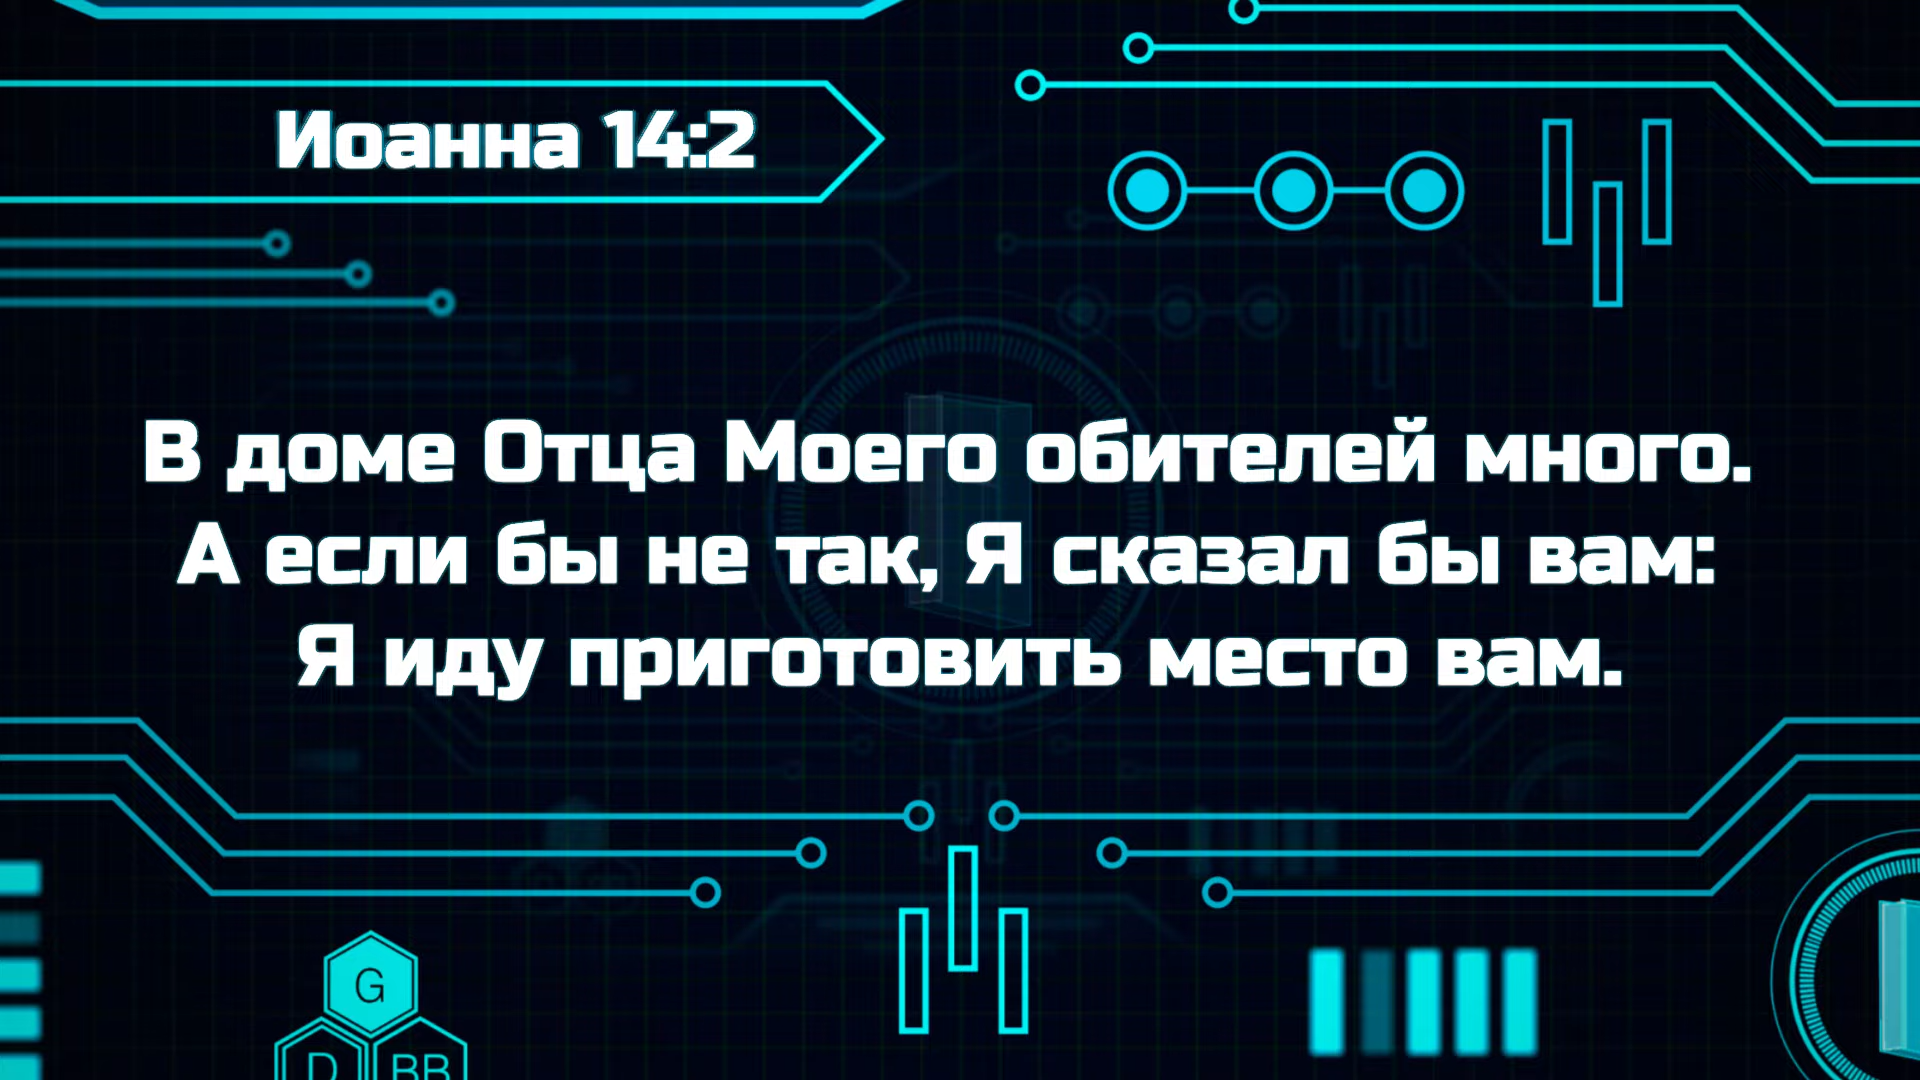 Иоанна 14:2
В доме Отца Моего обителей много.
А если бы не так, Я сказал бы вам:
Я иду приготовить место вам.
G
D BB